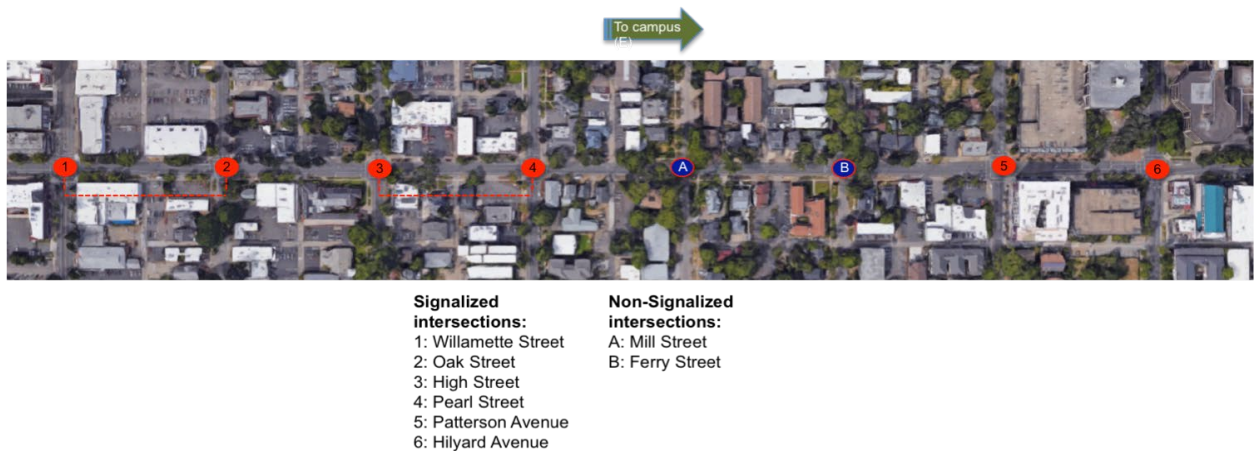 To campus
(E)
1
2
3
4
A
B
5
6
Signalized
intersections:
1: Willamette Street
2: Oak Street
3: High Street
4: Pearl Street
5: Patterson Avenue
6: Hilyard Avenue
Non-Signalized
intersections:
A: Mill Street
B: Ferry Street